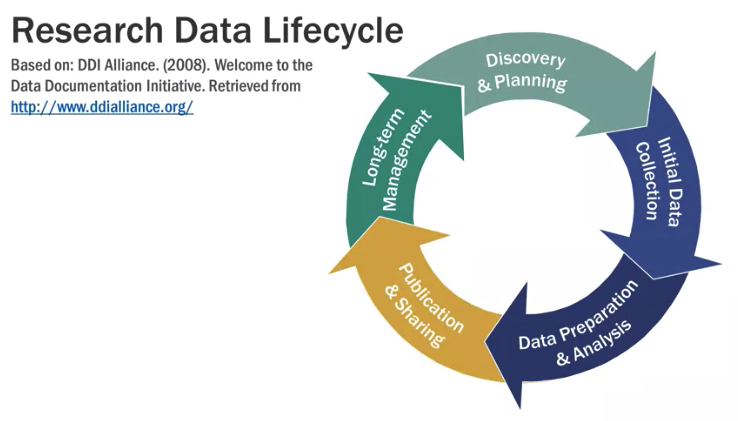 Research Data Lifecycle
Based on: DDI Alliance. (2008). Welcome to the
Data Documentation Initiative. Retrieved from
http://www.ddialliance.org/
Discovery
& Planning
Initial Data
Collection
Data Preparation
& Analysis
Publication
& Sharing
Long-term
Management